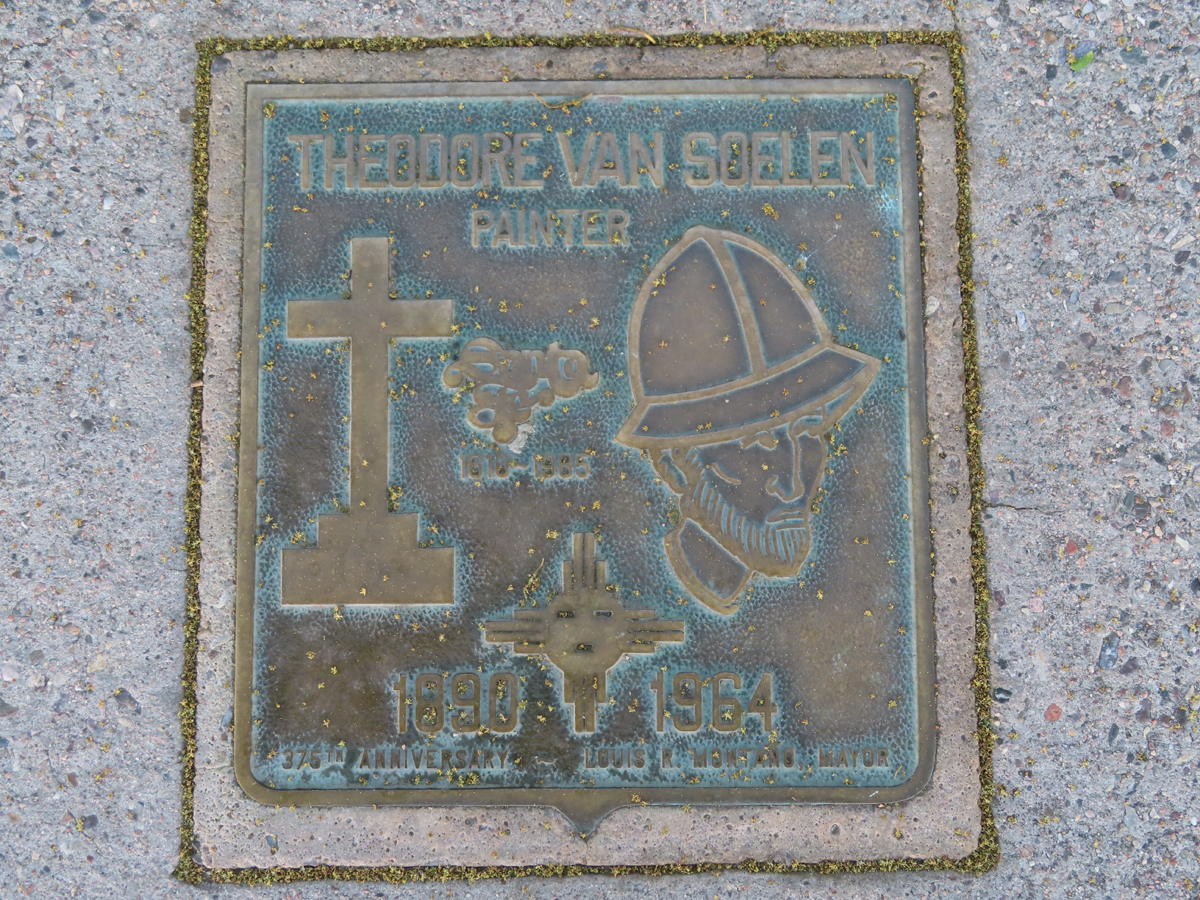 THEODORE VAN SOELEN
PAINTER
Santa
Fe
1610-1985
1890 1964
375TH ANNIVERSARY - LOUIS R. MONTAÑO, MAYOR